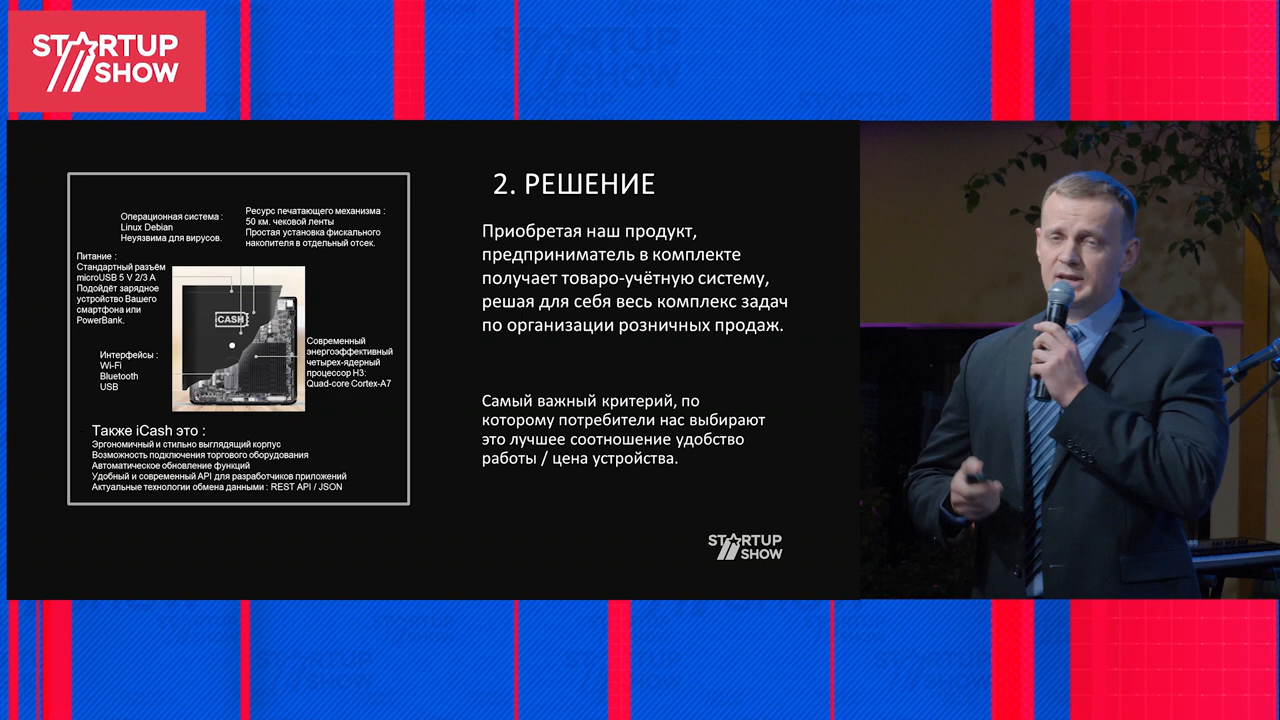 STARTUP
SHOW
2. РЕШЕНИЕ
Операционная система :
Linux Debian
Неуязвима для вирусов.
Ресурс печатающего механизма :
50 км. чековой ленты
Простая установка фискального
накопителя в отдельный отсек.
Питание :
Стандартный разъём
microUSB 5 V 2/3 A
Подойдёт зарядное
устройство Вашего
смартфона или
PowerBank.
CASH
Интерфейсы :
Wi-Fi
Bluetooth
USB
Современный
энергоэффективный
четырех-ядерный
процессор H3:
Quad-core Cortex-A7
Также iCash это :
Эргономичный и стильно выглядящий корпус
Возможность подключения торгового оборудования
Автоматическое обновление функций
Удобный и современный API для разработчиков приложений
Актуальные технологии обмена данными : REST API / JSON
Приобретая наш продукт,
предприниматель в комплекте
получает товаро-учётную систему,
решая для себя весь комплекс задач
по организации розничных продаж.
Самый важный критерий, по
которому потребители нас выбирают
это лучшее соотношение удобство
работы / цена устройства.
STARTUP
SHOW